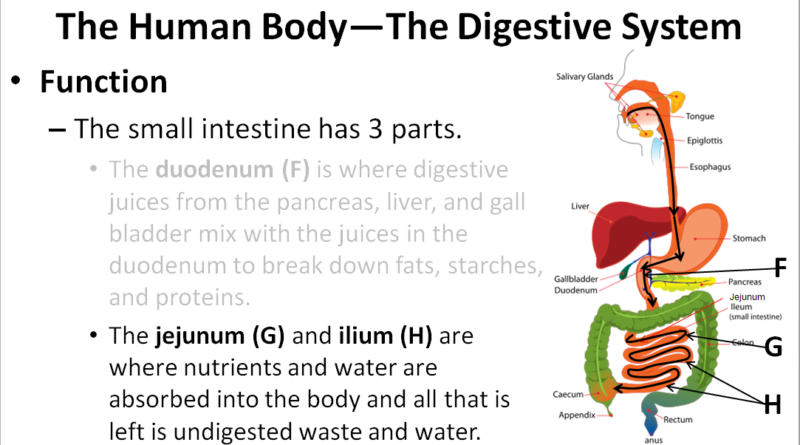 The Human Body—The Digestive System
• Function
– The small intestine has 3 parts.
• The duodenum (F) is where digestive
juices from the pancreas, liver, and gall
bladder mix with the juices in the
duodenum to break down fats, starches,
and proteins.
• The jejunum (G) and ilium (H) are
where nutrients and water are
absorbed into the body and all that is
left is undigested waste and water.
Salivary Glands
Tongue
Epiglottis
Esophagus
Liver
Stomach
F
Gallbladder
Duodenum
Pancreas
Jejunum
Ileum
(small intestine)
Colon
G
Caecum
H
Appendix
Rectum
anus